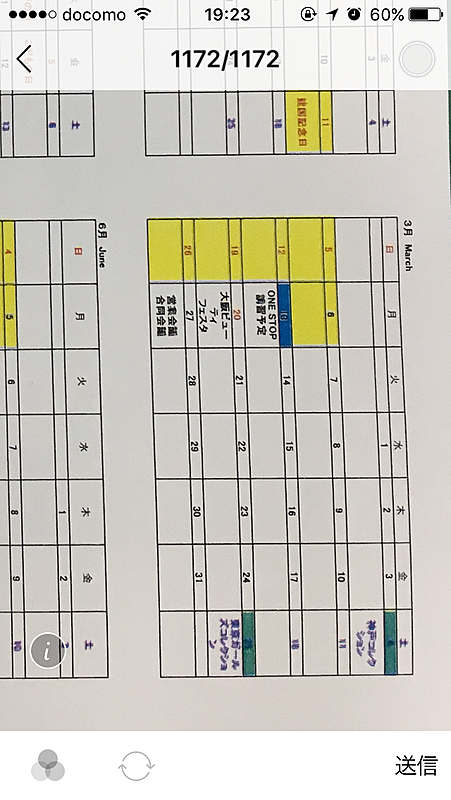 docomo 19:23 60%
1172/1172
金 3 10
土 4 11 18 25
建国記念日
金 5 12
土 6 13
3月 March
日 月 火 水 木 金 土
1 2 3 4
神戸コレク
ション
5 6 7 8 9 10 11
12 13 14 15 16 17 18
ONE STOP
講習予定
19 20 21 22 23 24 25
大阪ビュー
ティ
フェスタ
東京ガール
ズコレクショ
ン
26 27 28 29 30 31
営業会議
合同会議
6月 June
日 月 火 水 木 金 土
1 2
4 5 6 7 8 9 10
送信